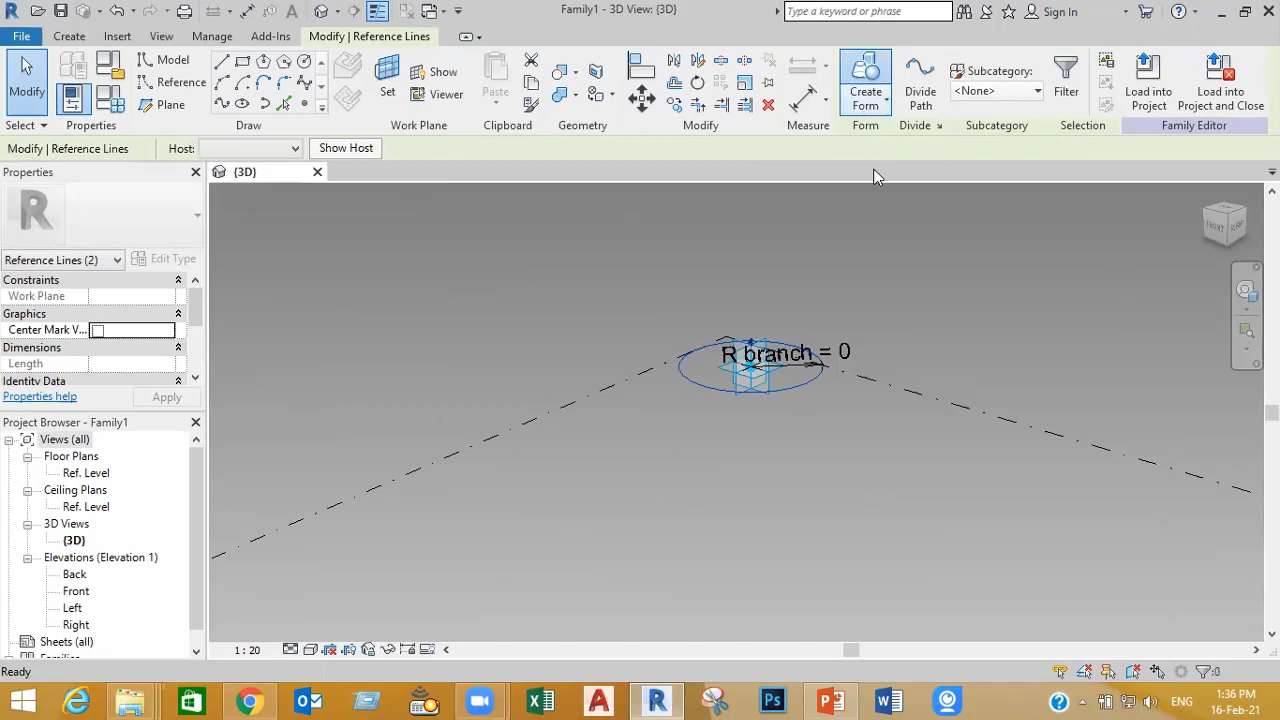 Family1 - 3D View: {3D}
Type a keyword or phrase
Sign In
File Create Insert View Manage Add-Ins Modify | Reference Lines
Modify
Model
Reference
Plane
Set
Show
Viewer
Paste
Create Form
Divide Path
Subcategory:
<None>
Filter
Load into Project
Load into Project and Close
Select Properties Draw Work Plane Clipboard Geometry Modify Measure Form Divide Subcategory Selection Family Editor
Modify | Reference Lines Host: Show Host
Properties
{3D}
R
Reference Lines (2) Edit Type
Constraints
Work Plane
Graphics
Center Mark V...
Dimensions
Length
Identity Data
Properties help Apply
Project Browser - Family1
Views (all)
Floor Plans
Ref. Level
Ceiling Plans
Ref. Level
3D Views
{3D}
Elevations (Elevation 1)
Back
Front
Left
Right
Sheets (all)
Families
R branch = 0
FRONT
1 : 20
Ready
:0
ENG
1:36 PM
16-Feb-21